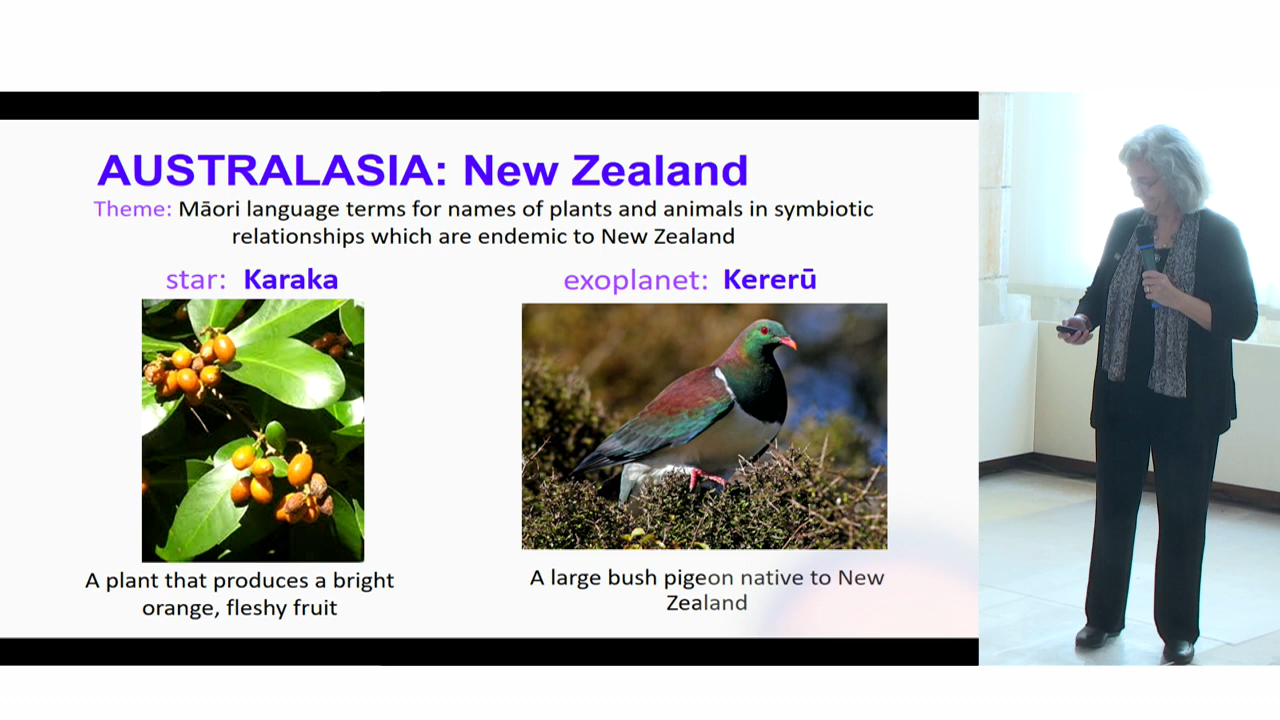 AUSTRALASIA: New Zealand
Theme: Māori language terms for names of plants and animals in symbiotic
relationships which are endemic to New Zealand
star: Karaka
exoplanet: Kererū
A plant that produces a bright
orange, fleshy fruit
A large bush pigeon native to New
Zealand